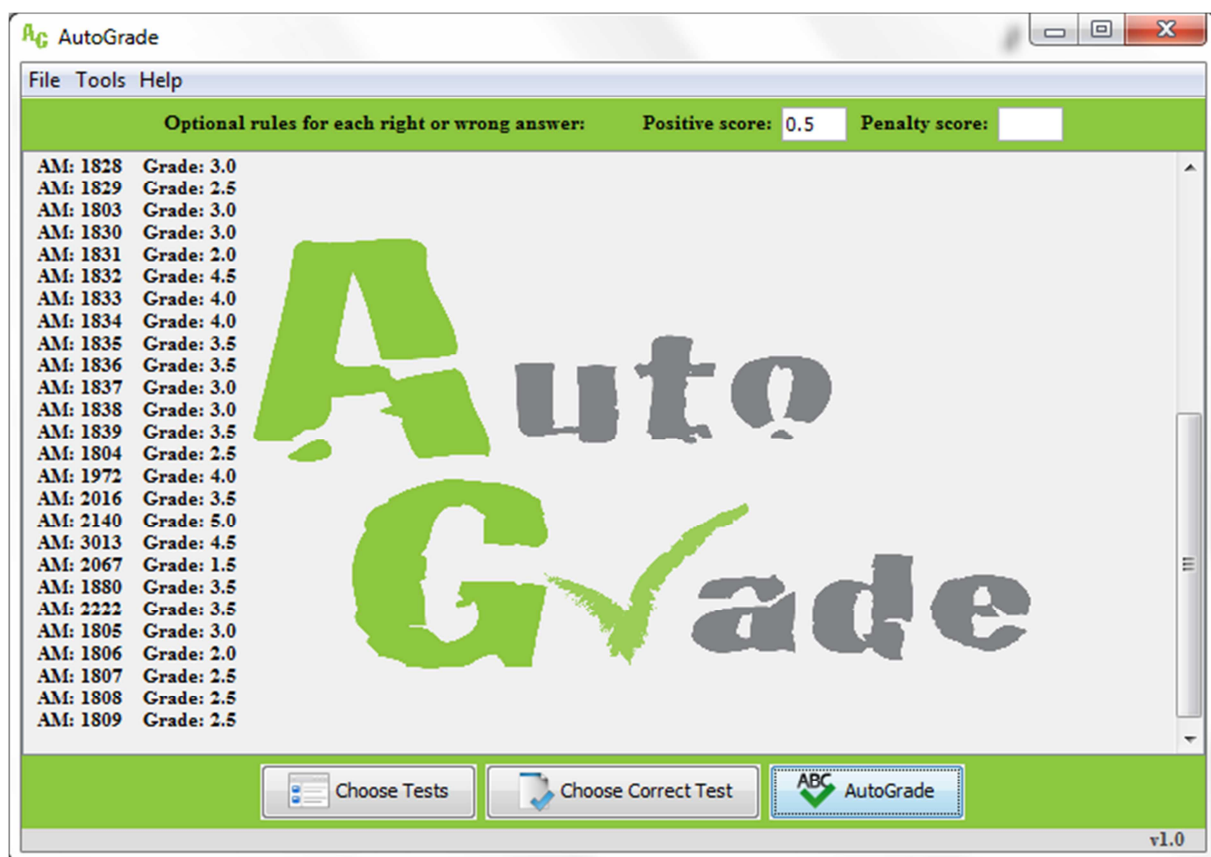 AG AutoGrade
File Tools Help
Optional rules for each right or wrong answer: Positive score: 0.5 Penalty score:
AM: 1828 Grade: 3.0
AM: 1829 Grade: 2.5
AM: 1803 Grade: 3.0
AM: 1830 Grade: 3.0
AM: 1831 Grade: 2.0
AM: 1832 Grade: 4.5
AM: 1833 Grade: 4.0
AM: 1834 Grade: 4.0
AM: 1835 Grade: 3.5
AM: 1836 Grade: 3.5
AM: 1837 Grade: 3.0
AM: 1838 Grade: 3.0
AM: 1839 Grade: 3.5
AM: 1804 Grade: 2.5
AM: 1972 Grade: 4.0
AM: 2016 Grade: 3.5
AM: 2140 Grade: 5.0
AM: 3013 Grade: 4.5
AM: 2067 Grade: 1.5
AM: 1880 Grade: 3.5
AM: 2222 Grade: 3.5
AM: 1805 Grade: 3.0
AM: 1806 Grade: 2.0
AM: 1807 Grade: 2.5
AM: 1808 Grade: 2.5
AM: 1809 Grade: 2.5
Auto
Grade
Choose Tests Choose Correct Test ABC AutoGrade
v1.0